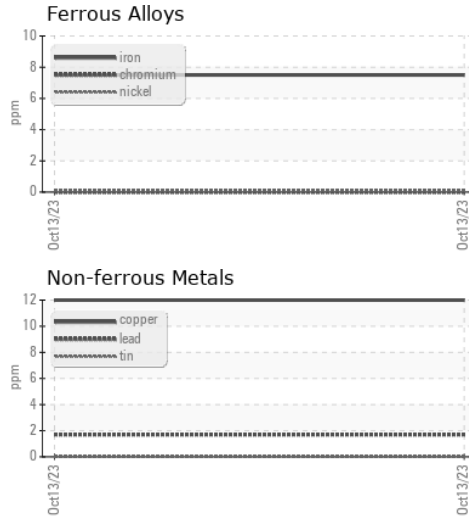 Ferrous Alloys
10
8
6
4
2
0
ppm
iron
chromium
nickel
Oct13/23
Oct13/23
Non-ferrous Metals
12
10
8
6
4
2
0
ppm
copper
lead
tin
Oct13/23
Oct13/23